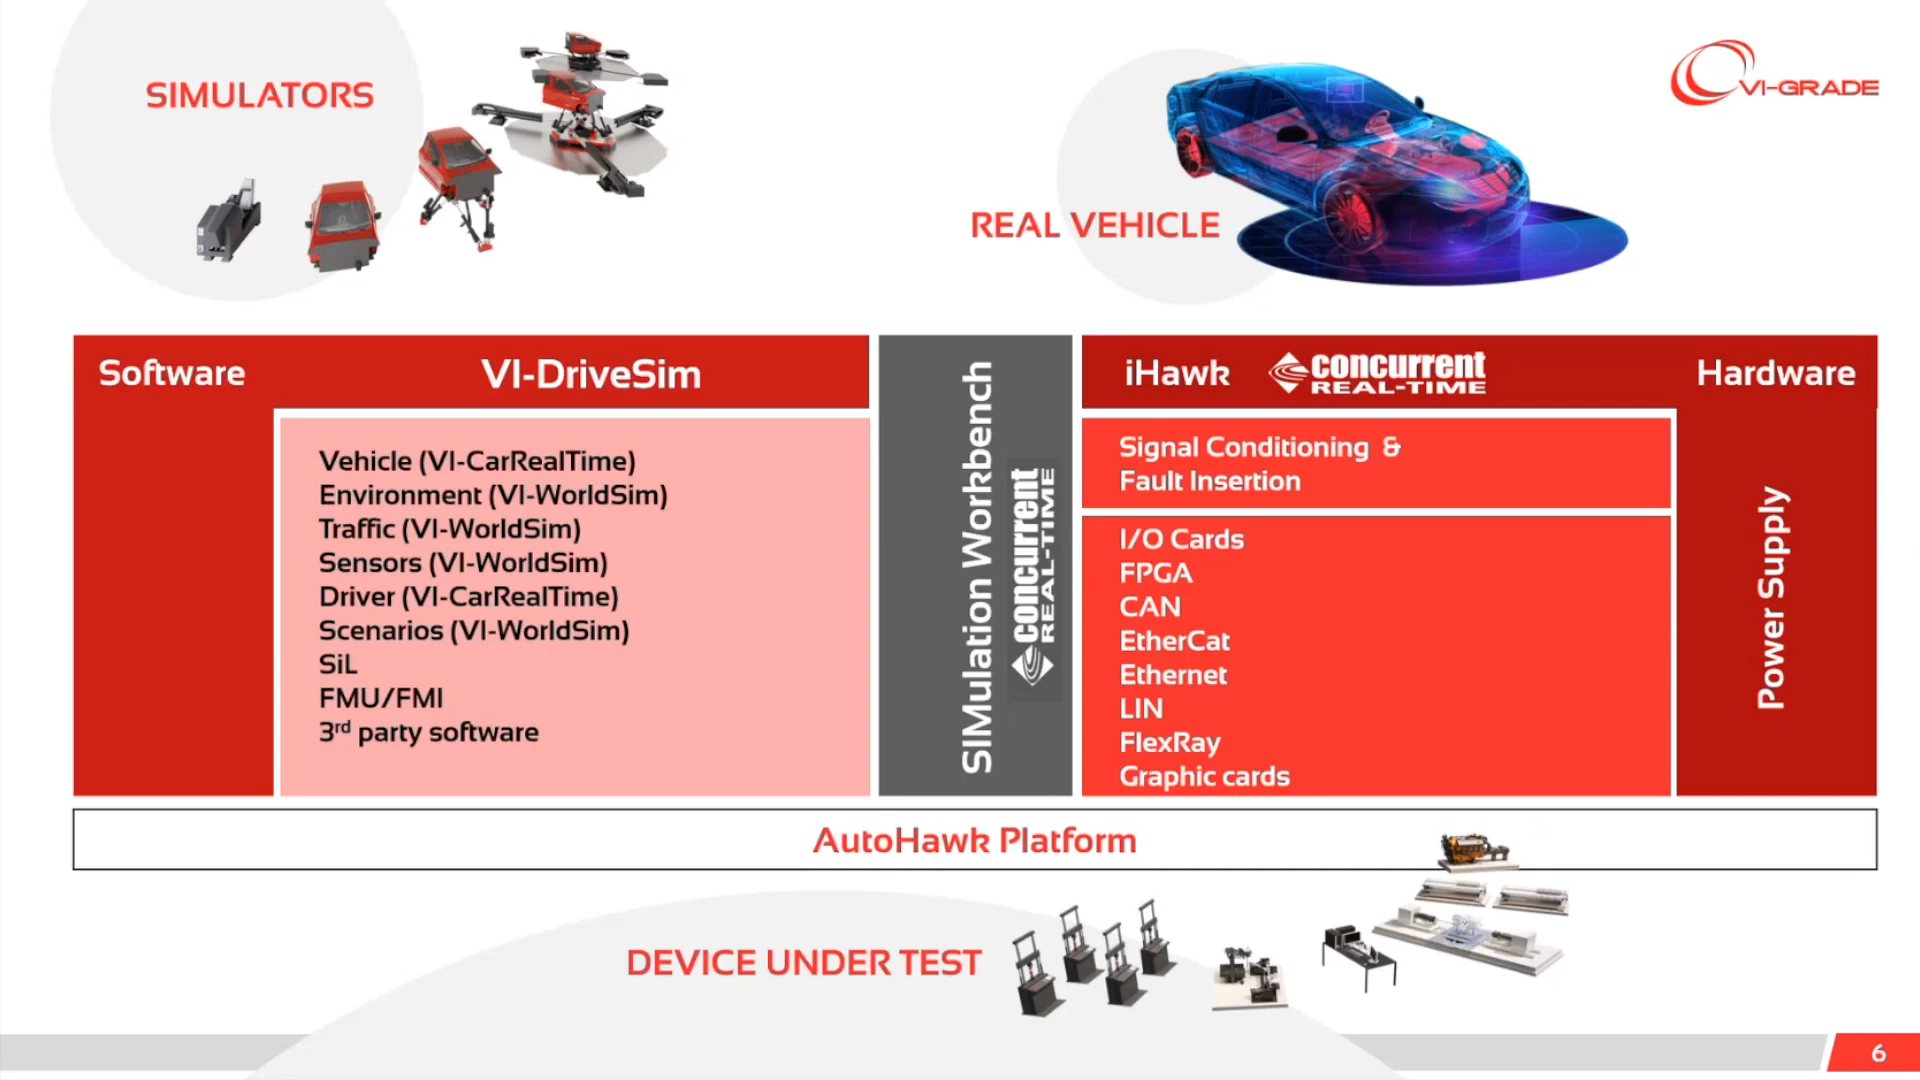 SIMULATORS
VI-GRADE
REAL VEHICLE
Software
VI-DriveSim
Vehicle (VI-CarRealTime)
Environment (VI-WorldSim)
Traffic (VI-WorldSim)
Sensors (VI-WorldSim)
Driver (VI-CarRealTime)
Scenarios (VI-WorldSim)
SiL
FMU/FMI
3rd party software
SIMulation Workbench
concurrent
REAL-TIME
iHawk
concurrent
REAL-TIME
Hardware
Signal Conditioning &
Fault Insertion
I/O Cards
FPGA
CAN
EtherCat
Ethernet
LIN
FlexRay
Graphic cards
Power Supply
AutoHawk Platform
DEVICE UNDER TEST
6